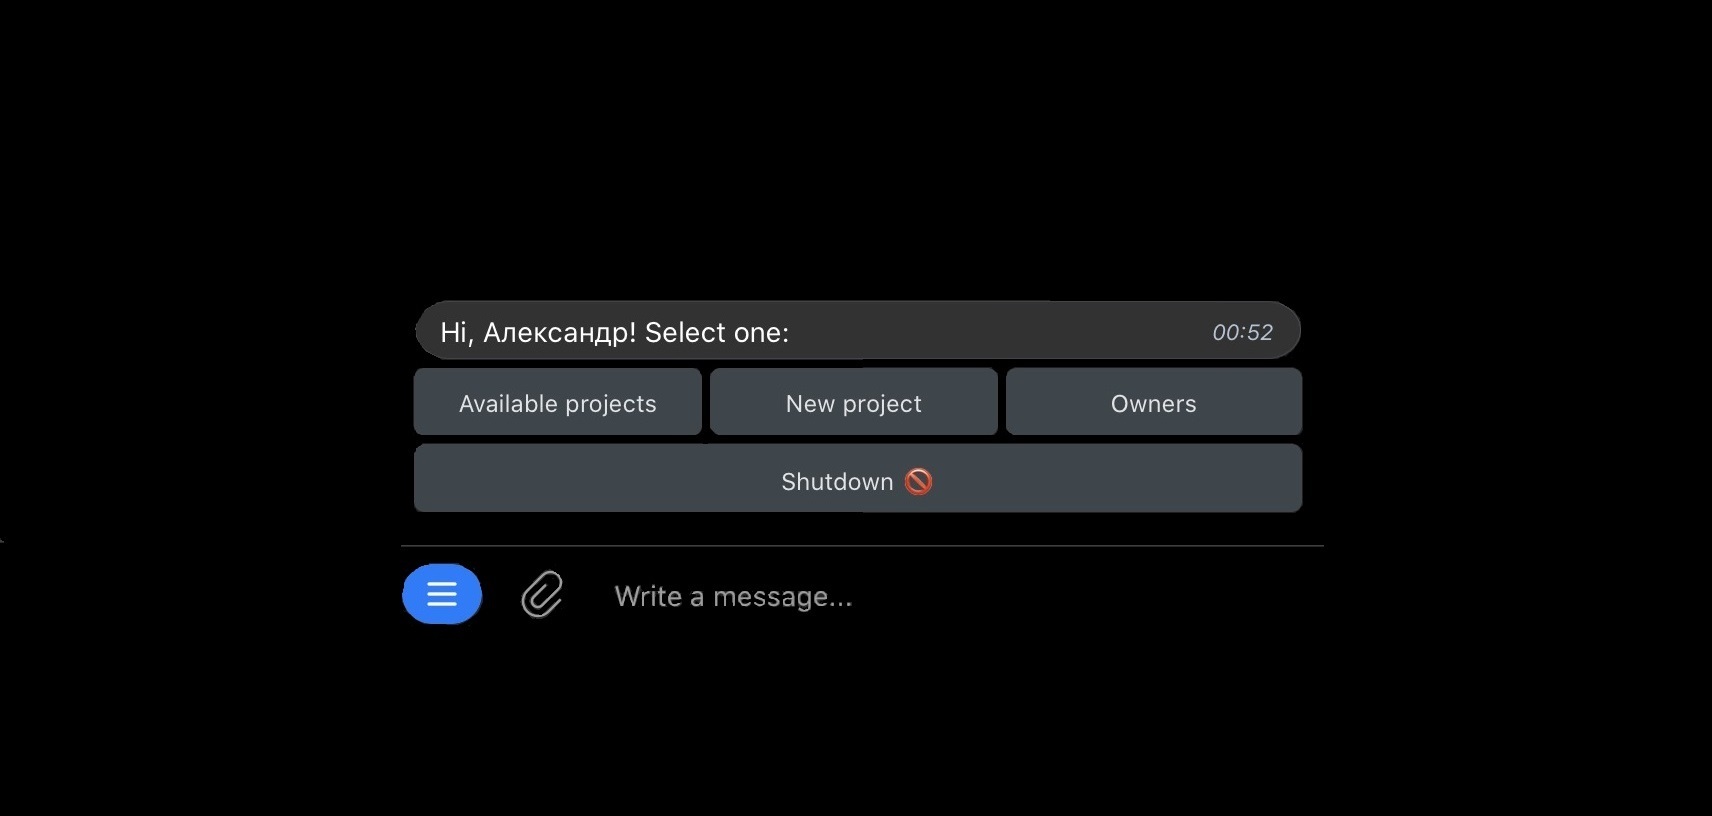 Hi, Александр! Select one: 00:52
Available projects New project Owners
Shutdown 🚫
Write a message...